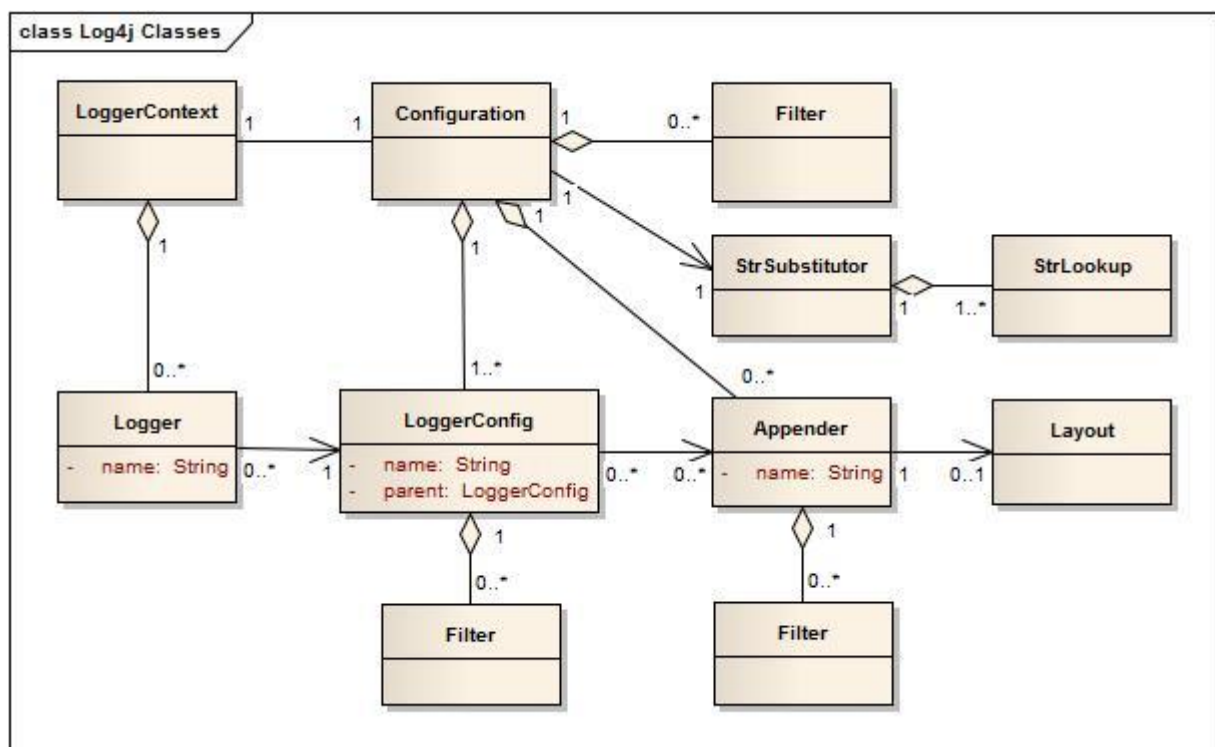 class Log4j Classes
LoggerContext
1
1
Configuration
1
0..*
Filter
1
1
1
1
1
StrSubstitutor
1
1..*
StrLookup
0..*
1..*
0..*
Logger
- name: String
0..*
1
LoggerConfig
- name: String
- parent: LoggerConfig
0..*
0..*
Appender
- name: String
1
0..1
Layout
1
0..*
Filter
1
0..*
Filter